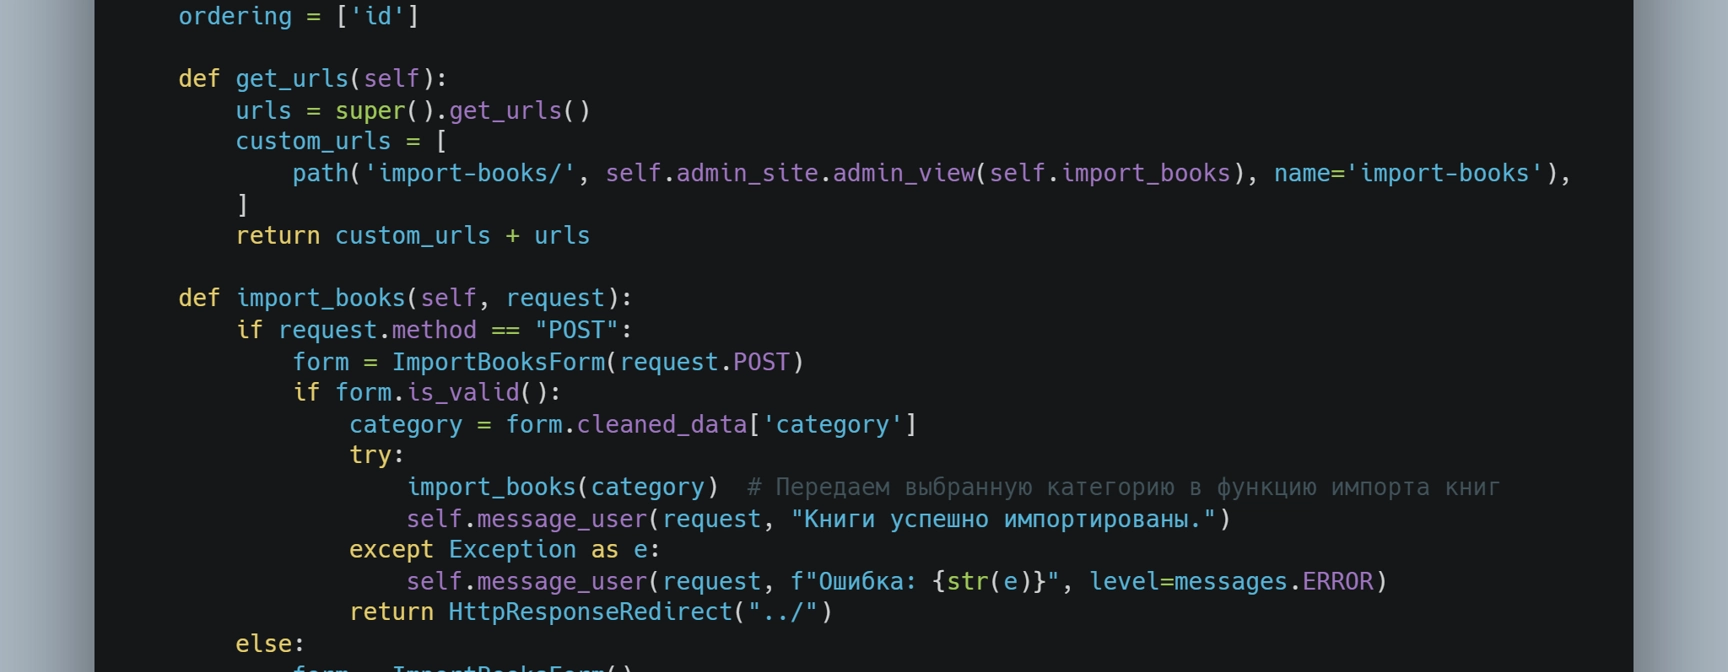 ordering = ['id']
def get_urls(self):
urls = super().get_urls()
custom_urls = [
path('import-books/', self.admin_site.admin_view(self.import_books), name='import-books'),
]
return custom_urls + urls
def import_books(self, request):
if request.method == "POST":
form = ImportBooksForm(request.POST)
if form.is_valid():
category = form.cleaned_data['category']
try:
import_books(category)  # Передаем выбранную категорию в функцию импорта книг
self.message_user(request, "Книги успешно импортированы.")
except Exception as e:
self.message_user(request, f"Ошибка: {str(e)}", level=messages.ERROR)
return HttpResponseRedirect("../")
else:
form = ImportBooksForm()